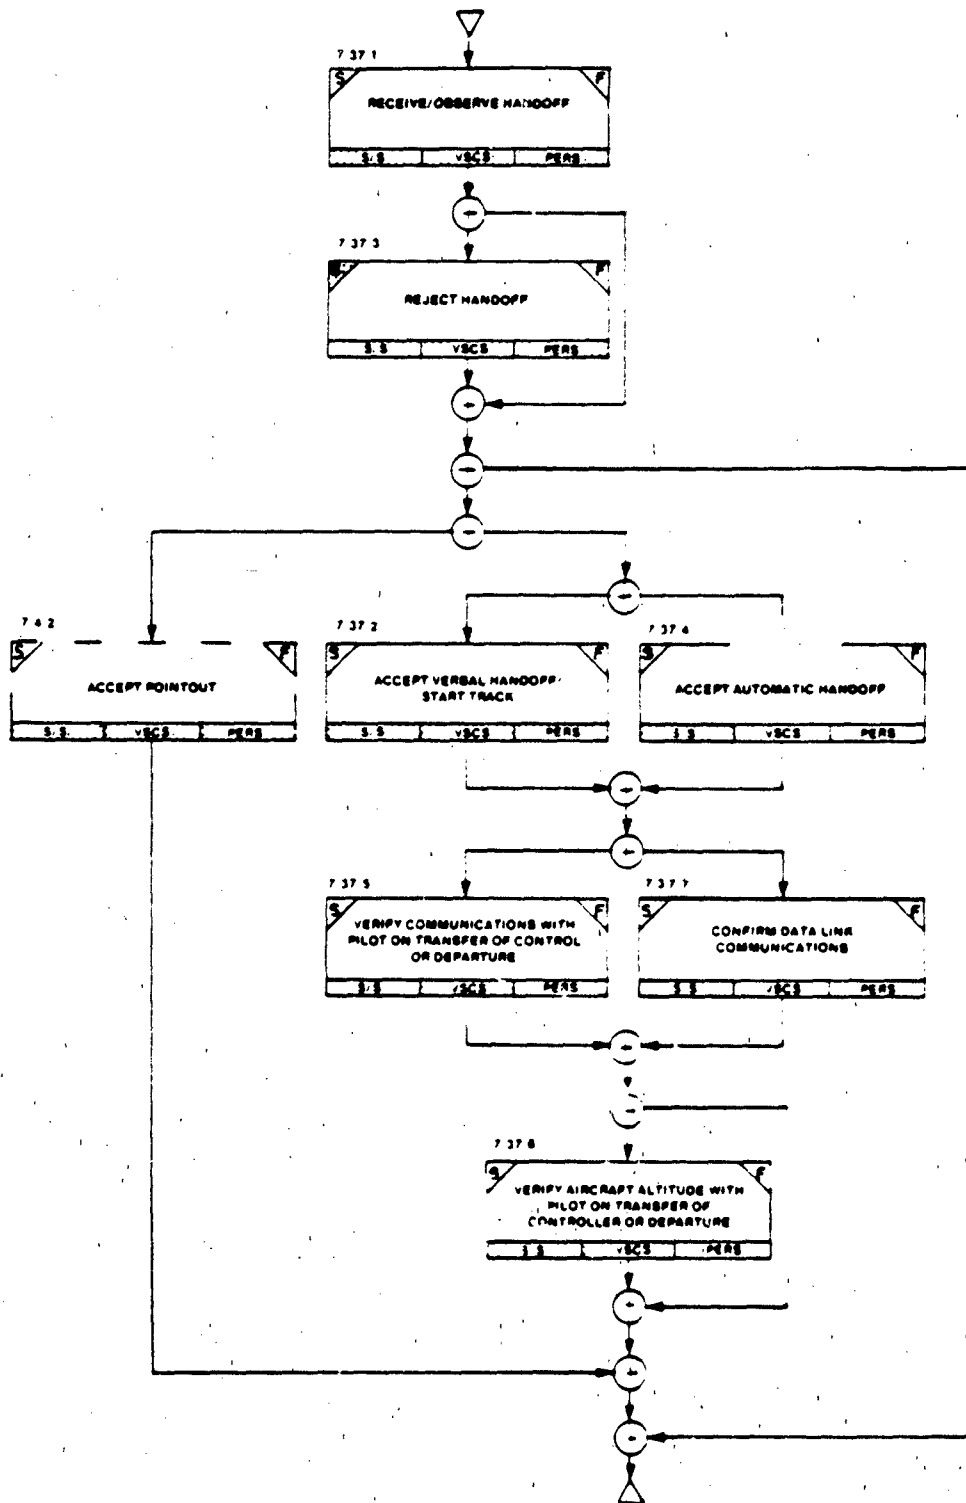 7.37.1
S F
RECEIVE/OBSERVE HANDOFF
S/S VSCS PERS
7.37.3
F
REJECT HANDOFF
S/S VSCS PERS
7.4.2
S F
ACCEPT POINTOUT
S/S VSCS PERS
7.37.2
S F
ACCEPT VERBAL HANDOFF/
START TRACK
S/S VSCS PERS
7.37.4
S F
ACCEPT AUTOMATIC HANDOFF
S/S VSCS PERS
7.37.5
S F
VERIFY COMMUNICATIONS WITH
PILOT ON TRANSFER OF CONTROL
OR DEPARTURE
S/S VSCS PERS
7.37.7
S F
CONFIRM DATA LINK
COMMUNICATIONS
S/S VSCS PERS
7.37.6
S F
VERIFY AIRCRAFT ALTITUDE WITH
PILOT ON TRANSFER OF
CONTROLLER OR DEPARTURE
S/S VSCS PERS